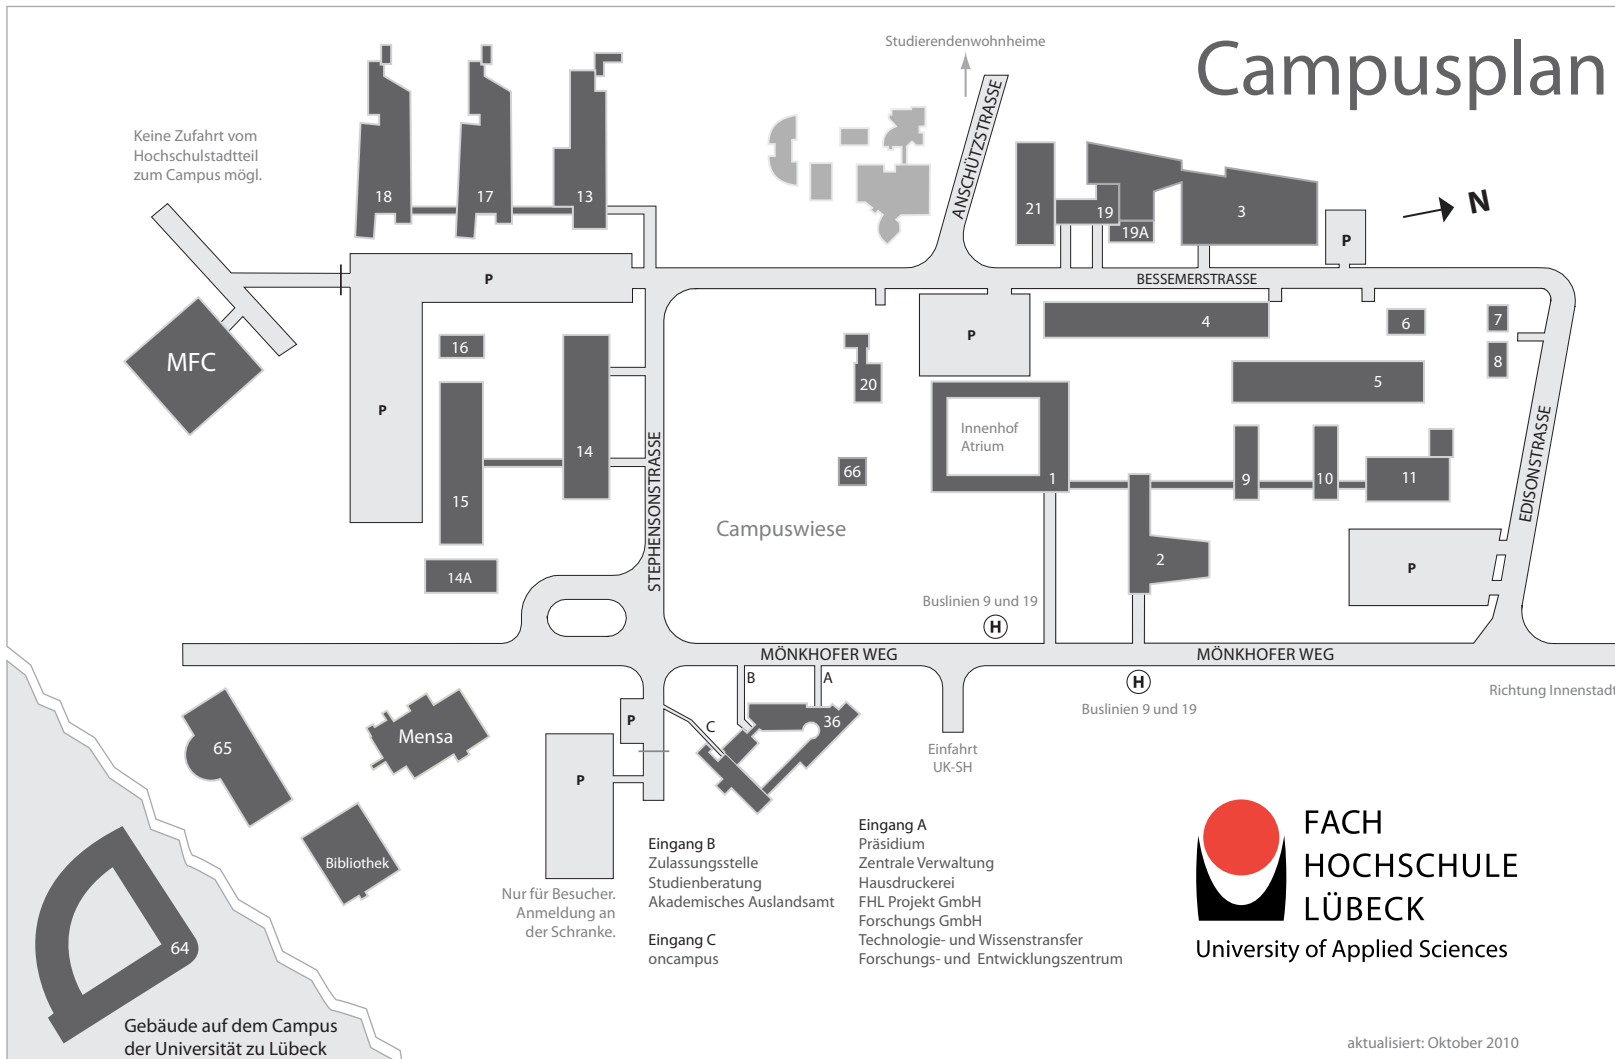 Campusplan
Studierendenwohnheime
Keine Zufahrt vom
Hochschulstadtteil
zum Campus mögl.
ANSCHÜTZSTRASSE
18
17
13
21
19
19A
3
P
N
BESSEMERSTRASSE
P
MFC
16
P
14
15
14A
STEPHENSONSTRASSE
20
66
P
Innenhof
Atrium
1
4
6
7
8
5
9
10
11
2
EDISONSTRASSE
P
Campuswiese
Buslinien 9 und 19
H
MÖNKHOFER WEG
MÖNKHOFER WEG
H
Buslinien 9 und 19
Richtung Innenstadt
B
A
C
36
P
P
Einfahrt
UK-SH
65
Mensa
Bibliothek
64
Nur für Besucher.
Anmeldung an
der Schranke.
Eingang B
Zulassungsstelle
Studienberatung
Akademisches Auslandsamt
Eingang C
oncampus
Eingang A
Präsidium
Zentrale Verwaltung
Hausdruckerei
FHL Projekt GmbH
Forschungs GmbH
Technologie- und Wissenstransfer
Forschungs- und Entwicklungszentrum
FACH
HOCHSCHULE
LÜBECK
University of Applied Sciences
Gebäude auf dem Campus
der Universität zu Lübeck
aktualisiert: Oktober 2010